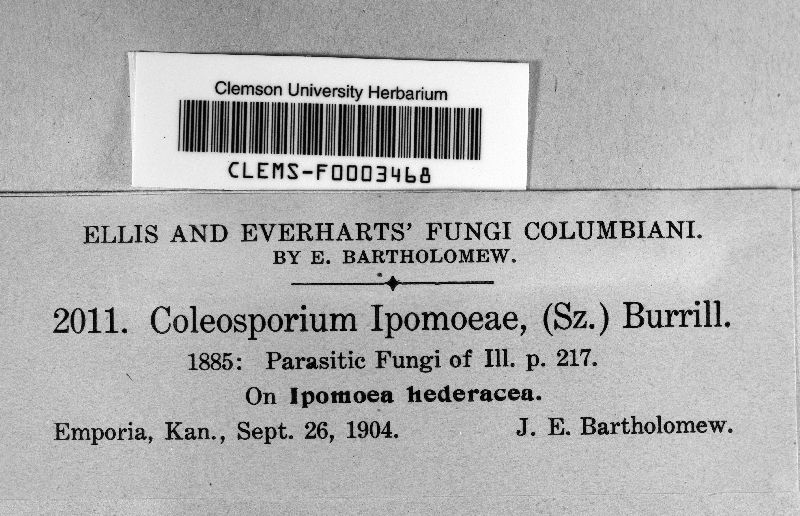 Clemson University Herbarium
CLEMS-F0003468
ELLIS AND EVERHARTS' FUNGI COLUMBIANI.
BY E. BARTHOLOMEW.
2011. Coleosporium Ipomoeae, (Sz.) Burrill.
1885: Parasitic Fungi of Ill. p. 217.
On Ipomoea hederacea.
Emporia, Kan., Sept. 26, 1904. J. E. Bartholomew.